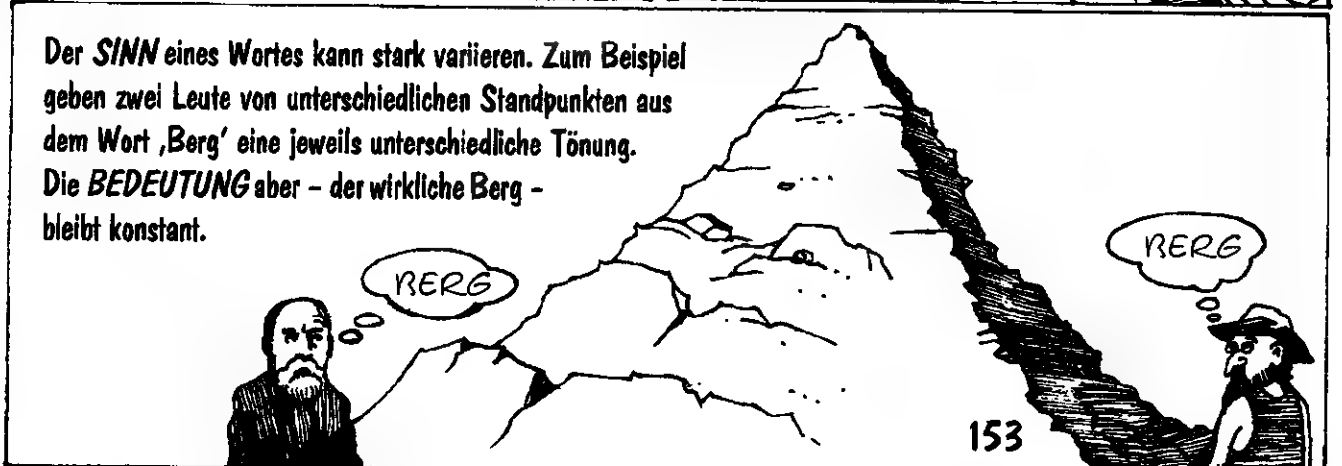 Der SINN eines Wortes kann stark variieren. Zum Beispiel
geben zwei Leute von unterschiedlichen Standpunkten aus
dem Wort ‚Berg’ eine jeweils unterschiedliche Tönung.
Die BEDEUTUNG aber – der wirkliche Berg –
bleibt konstant.
BERG
BERG
153